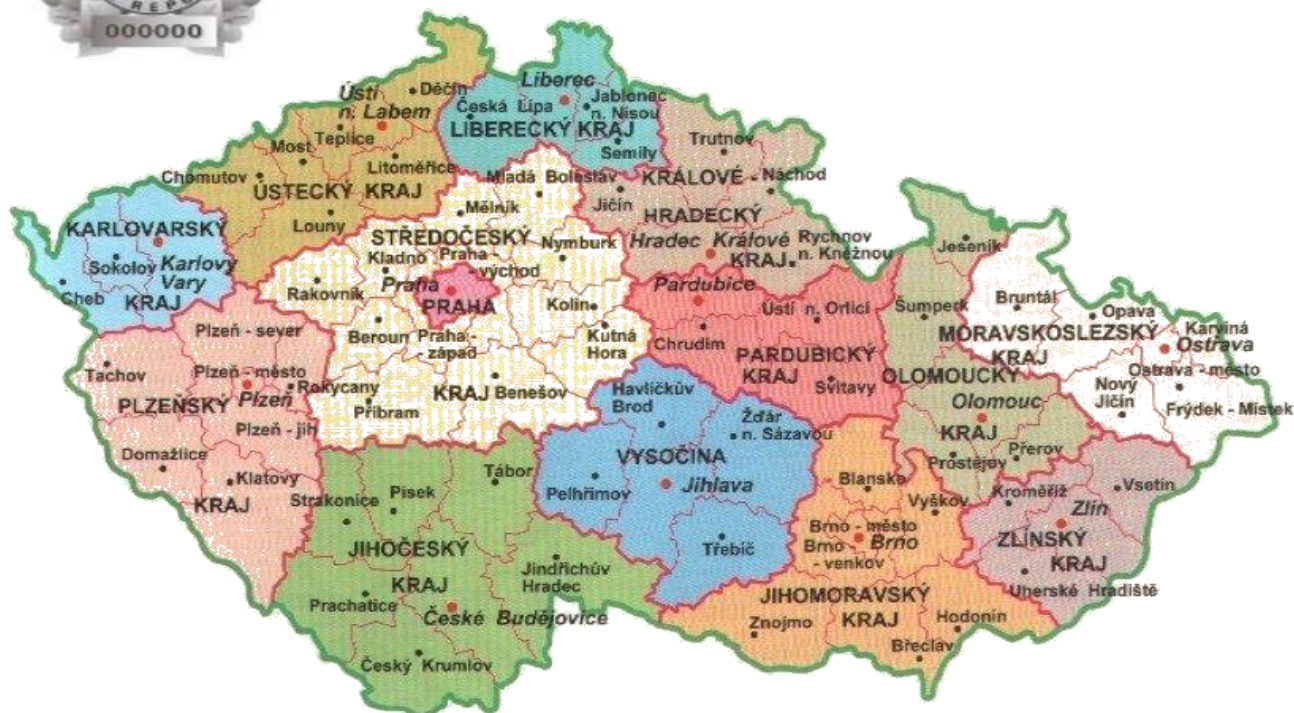 REPU
000000
Ústí
n. Labem
Děčín
Liberec
Česká Lípa
Jablonec
n. Nisou
LIBERECKÝ KRAJ
Teplice
Most
Semily
Trutnov
Litoměřice
Chomutov
ÚSTECKÝ KRAJ
Mladá Boleslav
KRÁLOVÉ -
Náchod
Jičín
Louny
Mělník
HRADECKÝ
KARLOVARSKÝ
STŘEDOČESKÝ
Nymburk
Hradec Králové
Rychnov
n. Kněžnou
KRAJ
Jeseník
Sokolov
Karlovy
Vary
Kladno
Praha -
- východ
Cheb
KRAJ
Rakovník
Praha
PRAHA
Kolín
Pardubice
Ústí n. Orlicí
Šumperk
Bruntál
Opava
Plzeň - sever
Beroun
Praha -
- západ
Kutná
Hora
Chrudim
MORAVSKOSLEZSKÝ
KRAJ
Karviná
Ostrava
Tachov
Plzeň - město
PARDUBICKÝ
KRAJ
Ostrava - město
Rokycany
KRAJ
Benešov
Havlíčkův
Brod
Svitavy
OLOMOUCKÝ
Nový
Jičín
PLZEŇSKÝ
Plzeň
Příbram
Olomouc
Frýdek - Místek
Plzeň - jih
Žďár
n. Sázavou
KRAJ
Domažlice
VYSOČINA
Přerov
Prostějov
Klatovy
Tábor
Pelhřimov
Jihlava
Blansko
Vsetín
KRAJ
Strakonice
Písek
Vyškov
Kroměříž
Zlín
Brno - město
Třebíč
Brno
- venkov
Brno
ZLÍNSKÝ
KRAJ
JIHOČESKÝ
KRAJ
Jindřichův
Hradec
Uherské Hradiště
Prachatice
JIHOMORAVSKÝ
KRAJ
České Budějovice
Znojmo
Hodonín
Břeclav
Český Krumlov